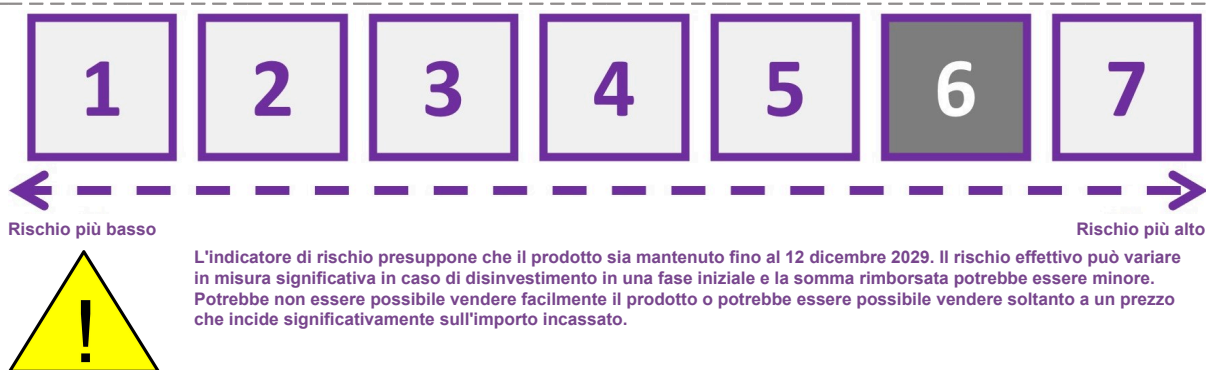 1 2 3 4 5 6 7
Rischio più basso Rischio più alto
L'indicatore di rischio presuppone che il prodotto sia mantenuto fino al 12 dicembre 2029. Il rischio effettivo può variare
in misura significativa in caso di disinvestimento in una fase iniziale e la somma rimborsata potrebbe essere minore.
Potrebbe non essere possibile vendere facilmente il prodotto o potrebbe essere possibile vendere soltanto a un prezzo
che incide significativamente sull'importo incassato.
!